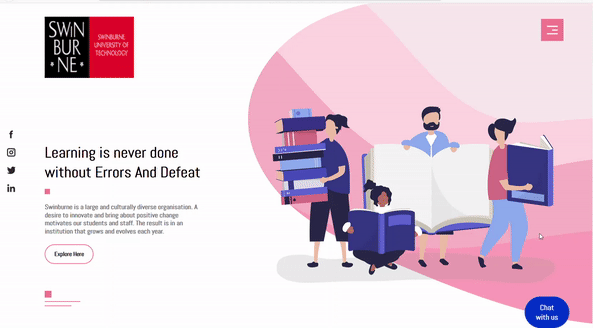 SWIN
BUR
NE
SWINBURNE
UNIVERSITY OF
TECHNOLOGY
Learning is never done
without Errors And Defeat
Swinburne is a large and culturally diverse organisation. A
desire to innovate and bring about positive change
motivates our students and staff. The result is in an
institution that grows and evolves each year.
Explore Here
Chat
with us